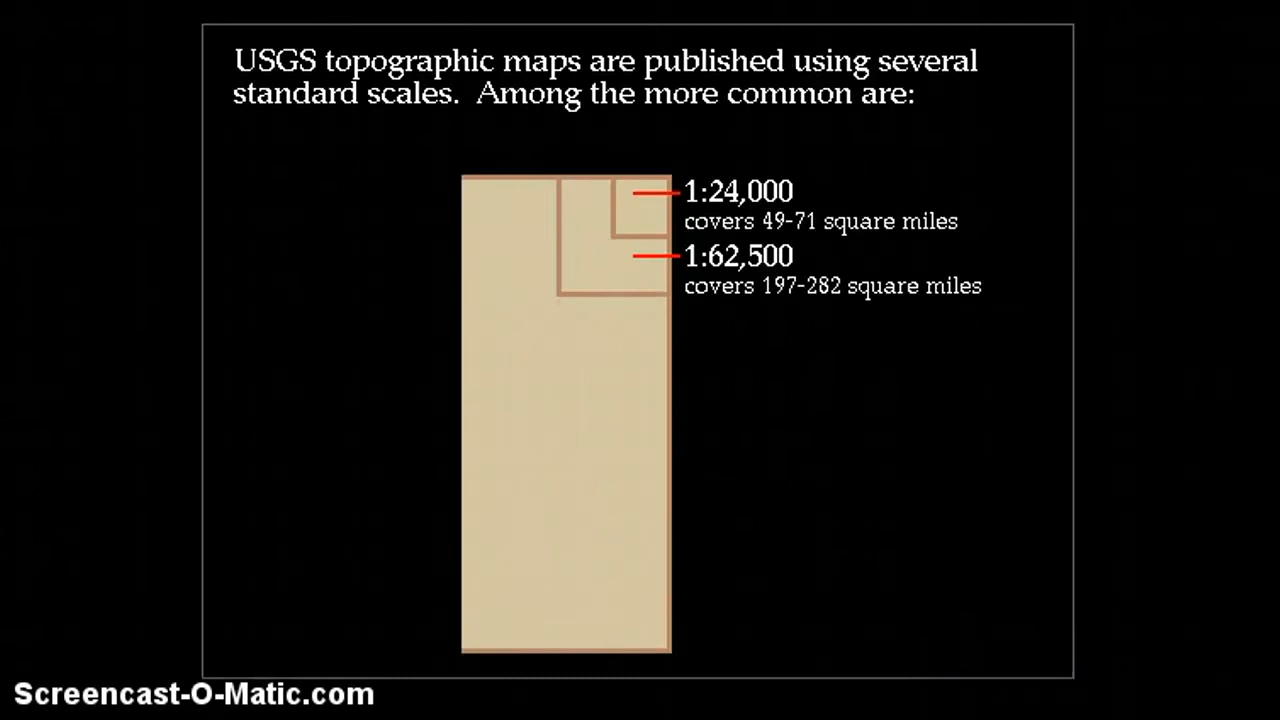 USGS topographic maps are published using several
standard scales.  Among the more common are:
1:24,000
covers 49-71 square miles
1:62,500
covers 197-282 square miles
Screencast-O-Matic.com